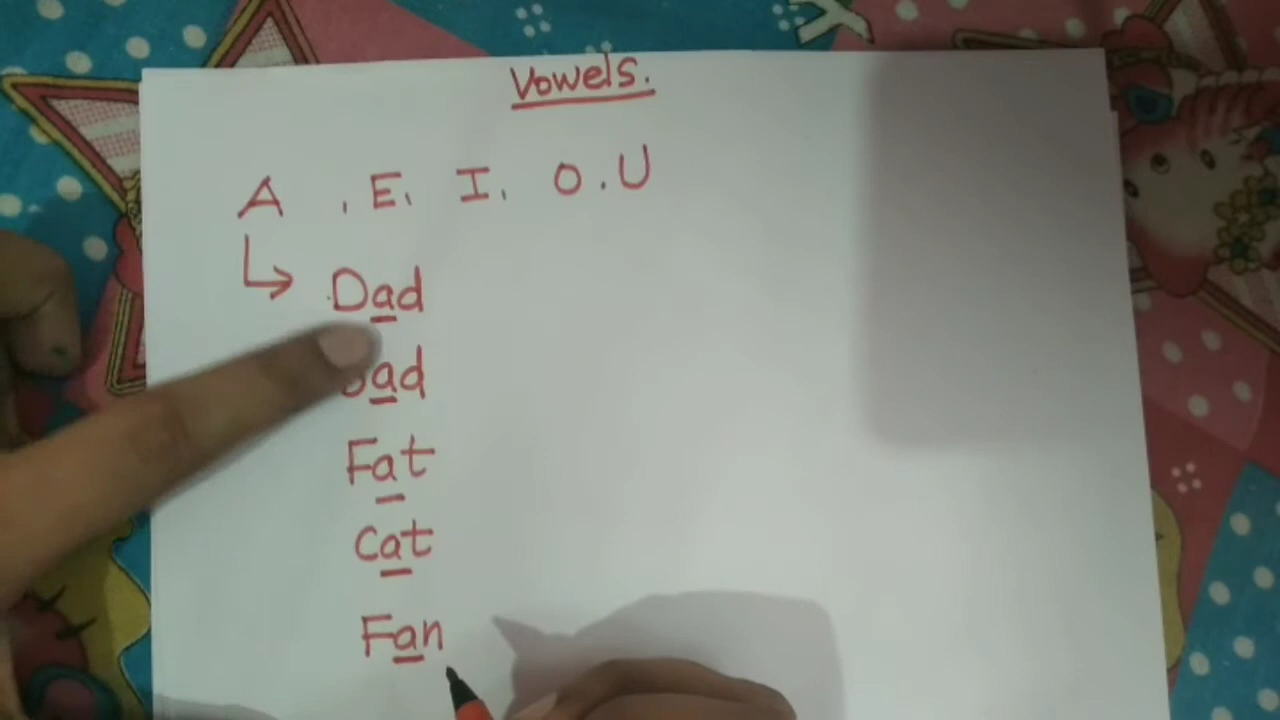 Vowels.
A , E, I, O . U
Dad
Fat
Cat
Fan